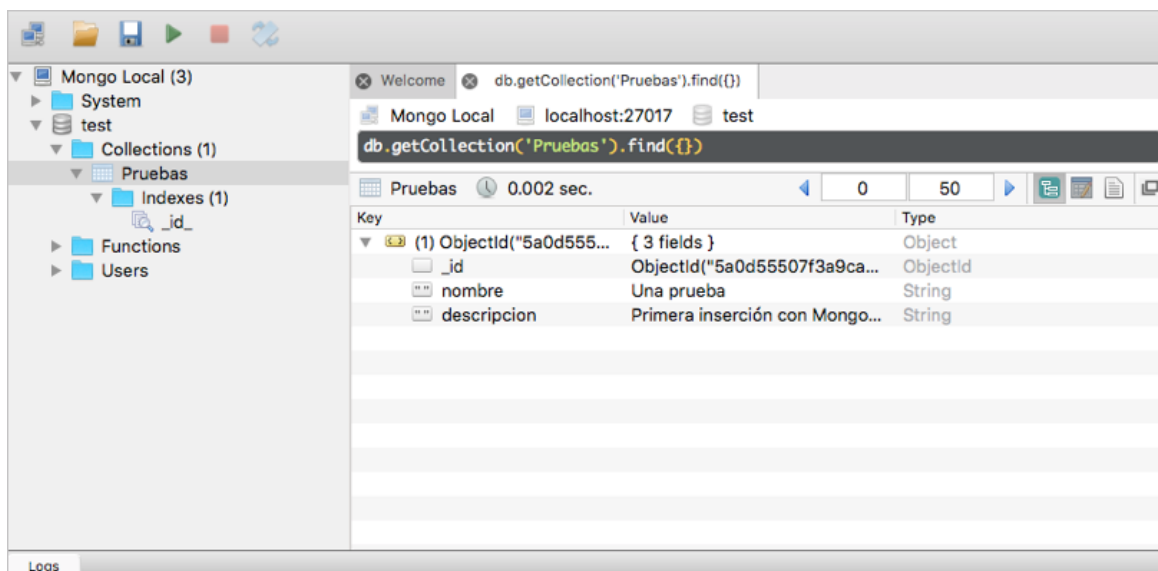 Mongo Local (3)
System
test
Collections (1)
Pruebas
Indexes (1)
_id_
Functions
Users
Welcome db.getCollection('Pruebas').find({})
Mongo Local localhost:27017 test
db.getCollection('Pruebas').find({})
Pruebas 0.002 sec. 0 50
Key Value Type
(1) ObjectId("5a0d555... { 3 fields } Object
_id ObjectId("5a0d55507f3a9ca... ObjectId
nombre Una prueba String
descripcion Primera inserción con Mongo... String
Logs